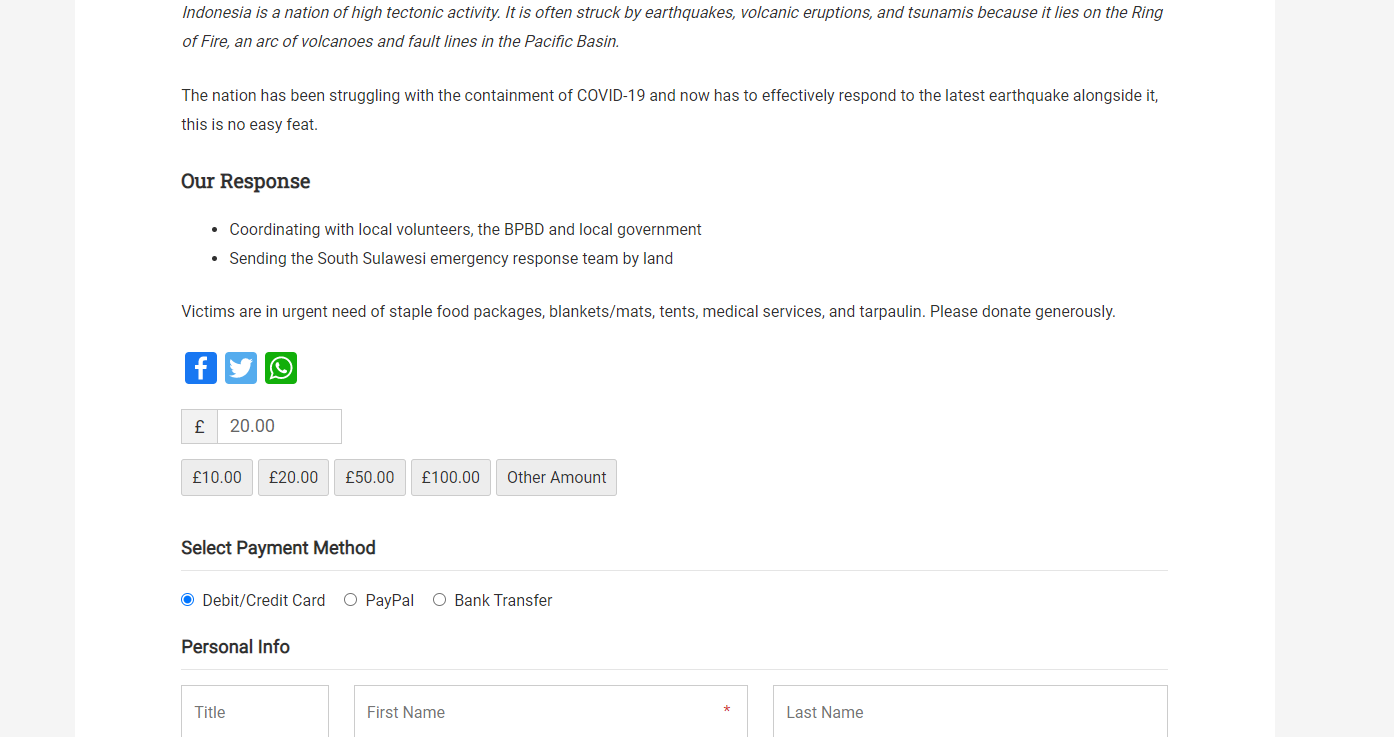 Indonesia is a nation of high tectonic activity. It is often struck by earthquakes, volcanic eruptions, and tsunamis because it lies on the Ring
of Fire, an arc of volcanoes and fault lines in the Pacific Basin.
The nation has been struggling with the containment of COVID-19 and now has to effectively respond to the latest earthquake alongside it,
this is no easy feat.
Our Response
• Coordinating with local volunteers, the BPBD and local government
• Sending the South Sulawesi emergency response team by land
Victims are in urgent need of staple food packages, blankets/mats, tents, medical services, and tarpaulin. Please donate generously.
£ 20.00
£10.00 £20.00 £50.00 £100.00 Other Amount
Select Payment Method
Debit/Credit Card PayPal Bank Transfer
Personal Info
Title First Name * Last Name